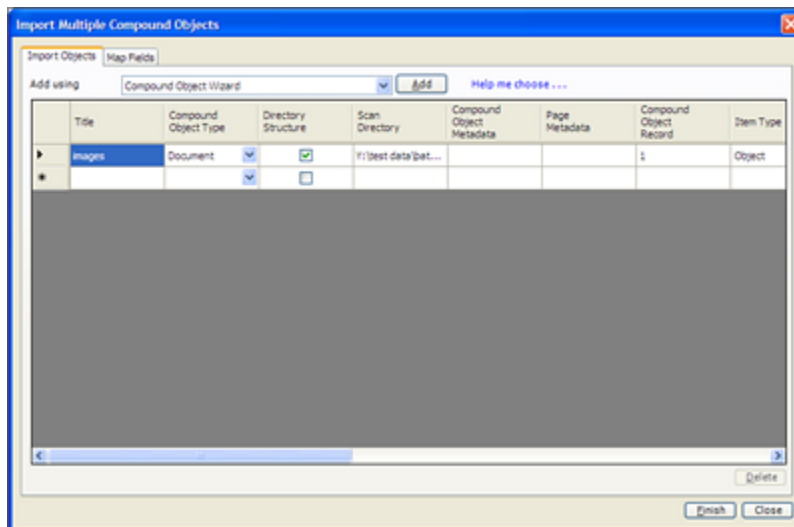 Import Multiple Compound Objects
Import Objects Map Fields
Add using Compound Object Wizard Add Help me choose ...
Title Compound Object Type Directory Structure Scan Directory Compound Object Metadata Page Metadata Compound Object Record Item Type
images Document Y:\test data\bat... 1 Object
Delete
Finish Close